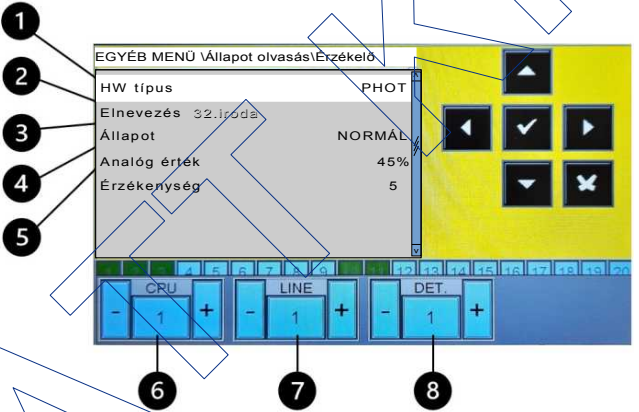 1
EGYÉB MENÜ \Állapot olvasás\Érzékelő
2
HW típus PHOT
3
Elnevezés 32.iroda
Állapot NORMÁL
4
Analóg érték 45%
Érzékenység 5
5
1 2 3 4 5 6 7 8 9 10 11 12 13 14 15 16 17 18 19 20
CPU LINE DET.
- 1 + - 1 + - 1 +
6 7 8